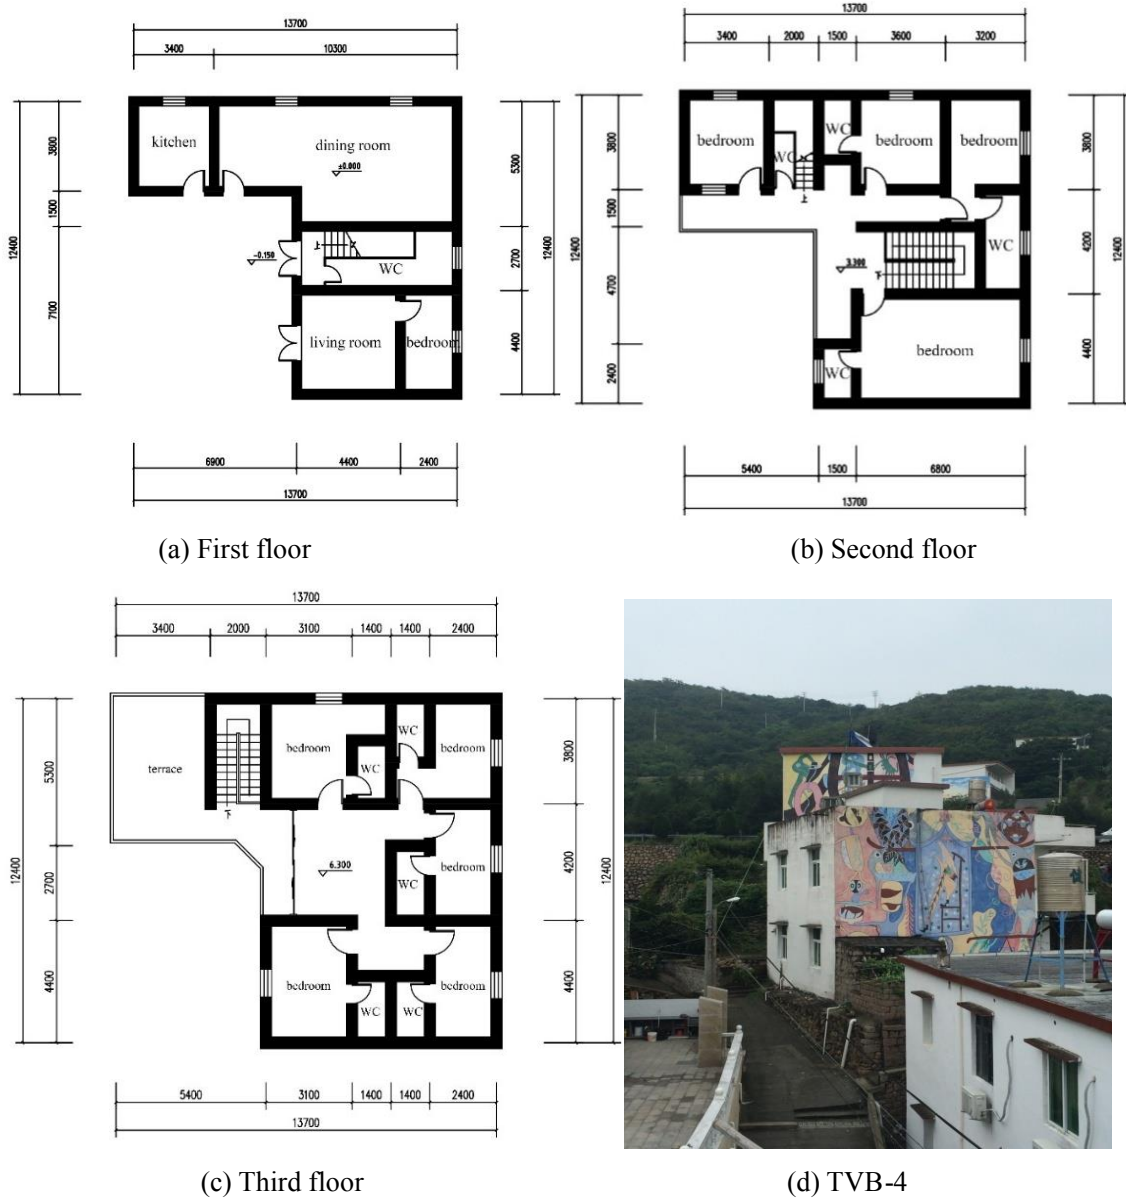 13700
3400 10300
kitchen
dining room
±0.000
3800
1500
7100
12400
-0.150
上
WC
living room
bedroom
5300
2700
4400
12400
6900 4400 2400
13700
(a) First floor
13700
3400 2000 1500 3600 3200
bedroom
WC
WC
bedroom
bedroom
上
3800
1500
4700
2400
12400
3.300
下
WC
bedroom
WC
3800
4200
4400
12400
5400 1500 6800
13700
(b) Second floor
13700
3400 2000 3100 1400 1400 2400
terrace
bedroom
WC
WC
bedroom
下
5300
2700
4400
12400
6.300
WC
bedroom
bedroom
WC
WC
bedroom
3800
4200
4400
12400
5400 3100 1400 1400 2400
13700
(c) Third floor
(d) TVB-4